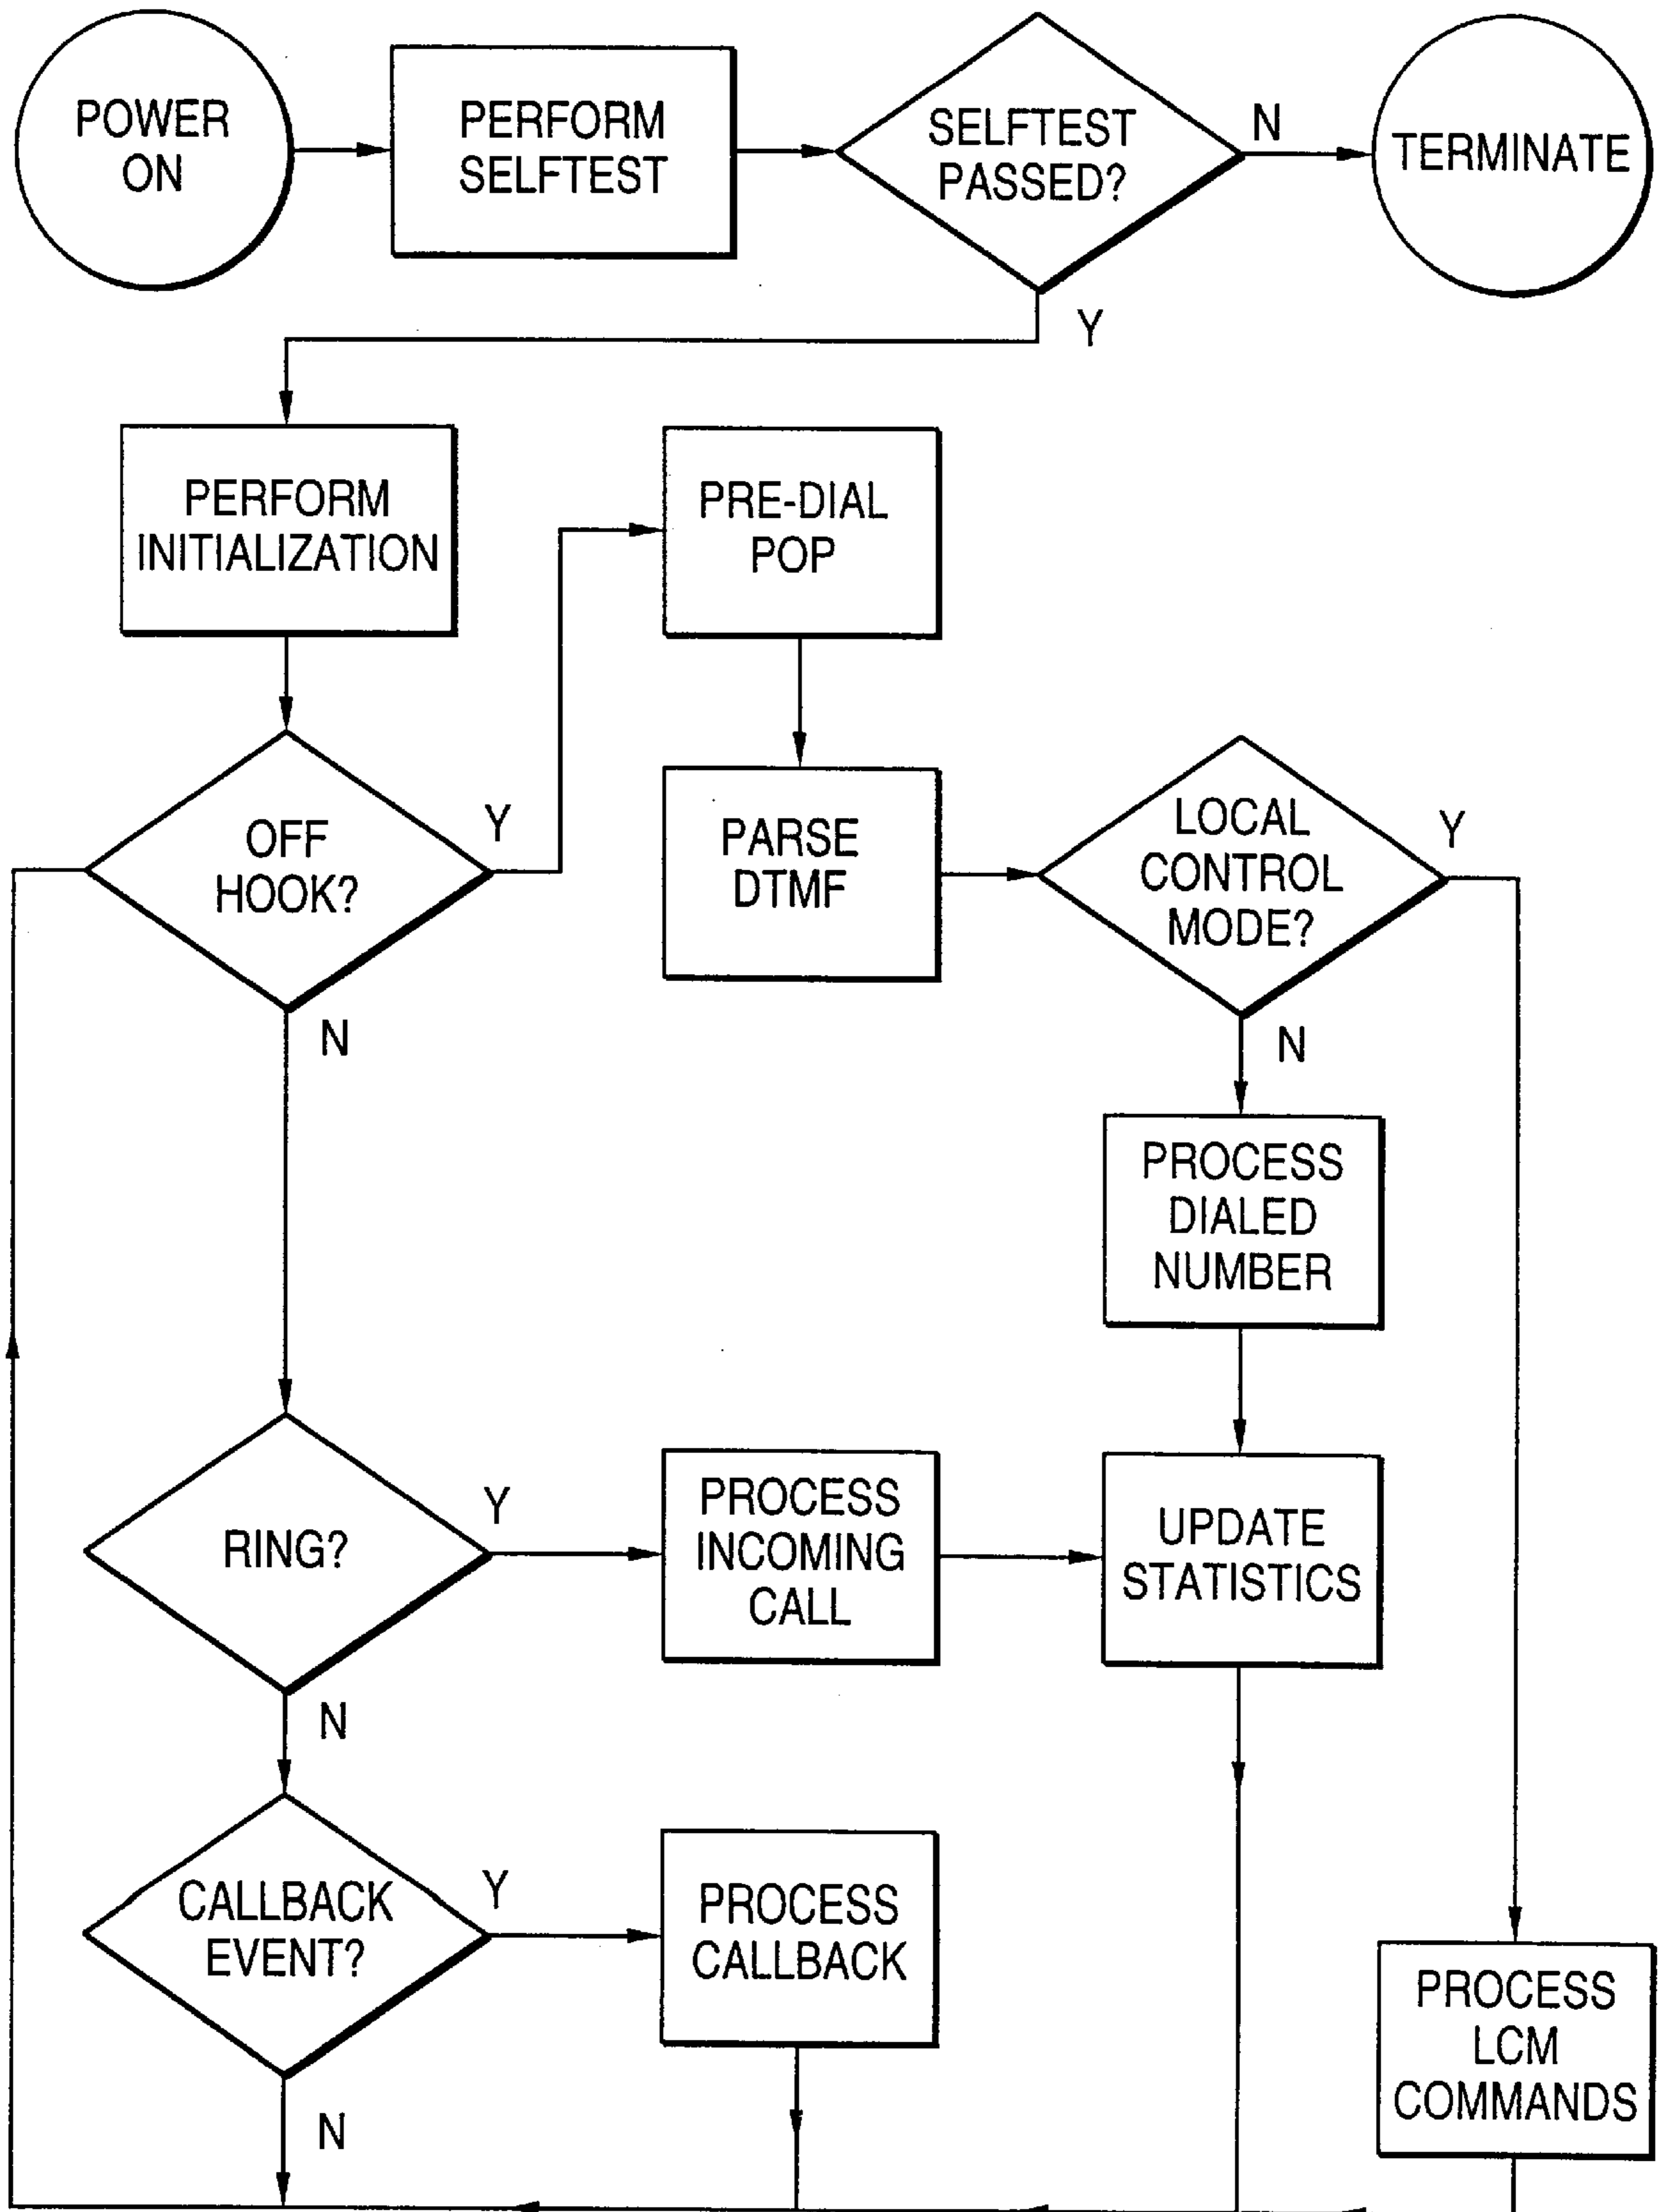 POWER
ON
PERFORM
SELFTEST
SELFTEST
PASSED?
N
TERMINATE
Y
PERFORM
INITIALIZATION
PRE-DIAL
POP
OFF
HOOK?
Y
PARSE
DTMF
LOCAL
CONTROL
MODE?
Y
N
N
PROCESS
DIALED
NUMBER
RING?
Y
PROCESS
INCOMING
CALL
UPDATE
STATISTICS
N
CALLBACK
EVENT?
Y
PROCESS
CALLBACK
PROCESS
LCM
COMMANDS
N